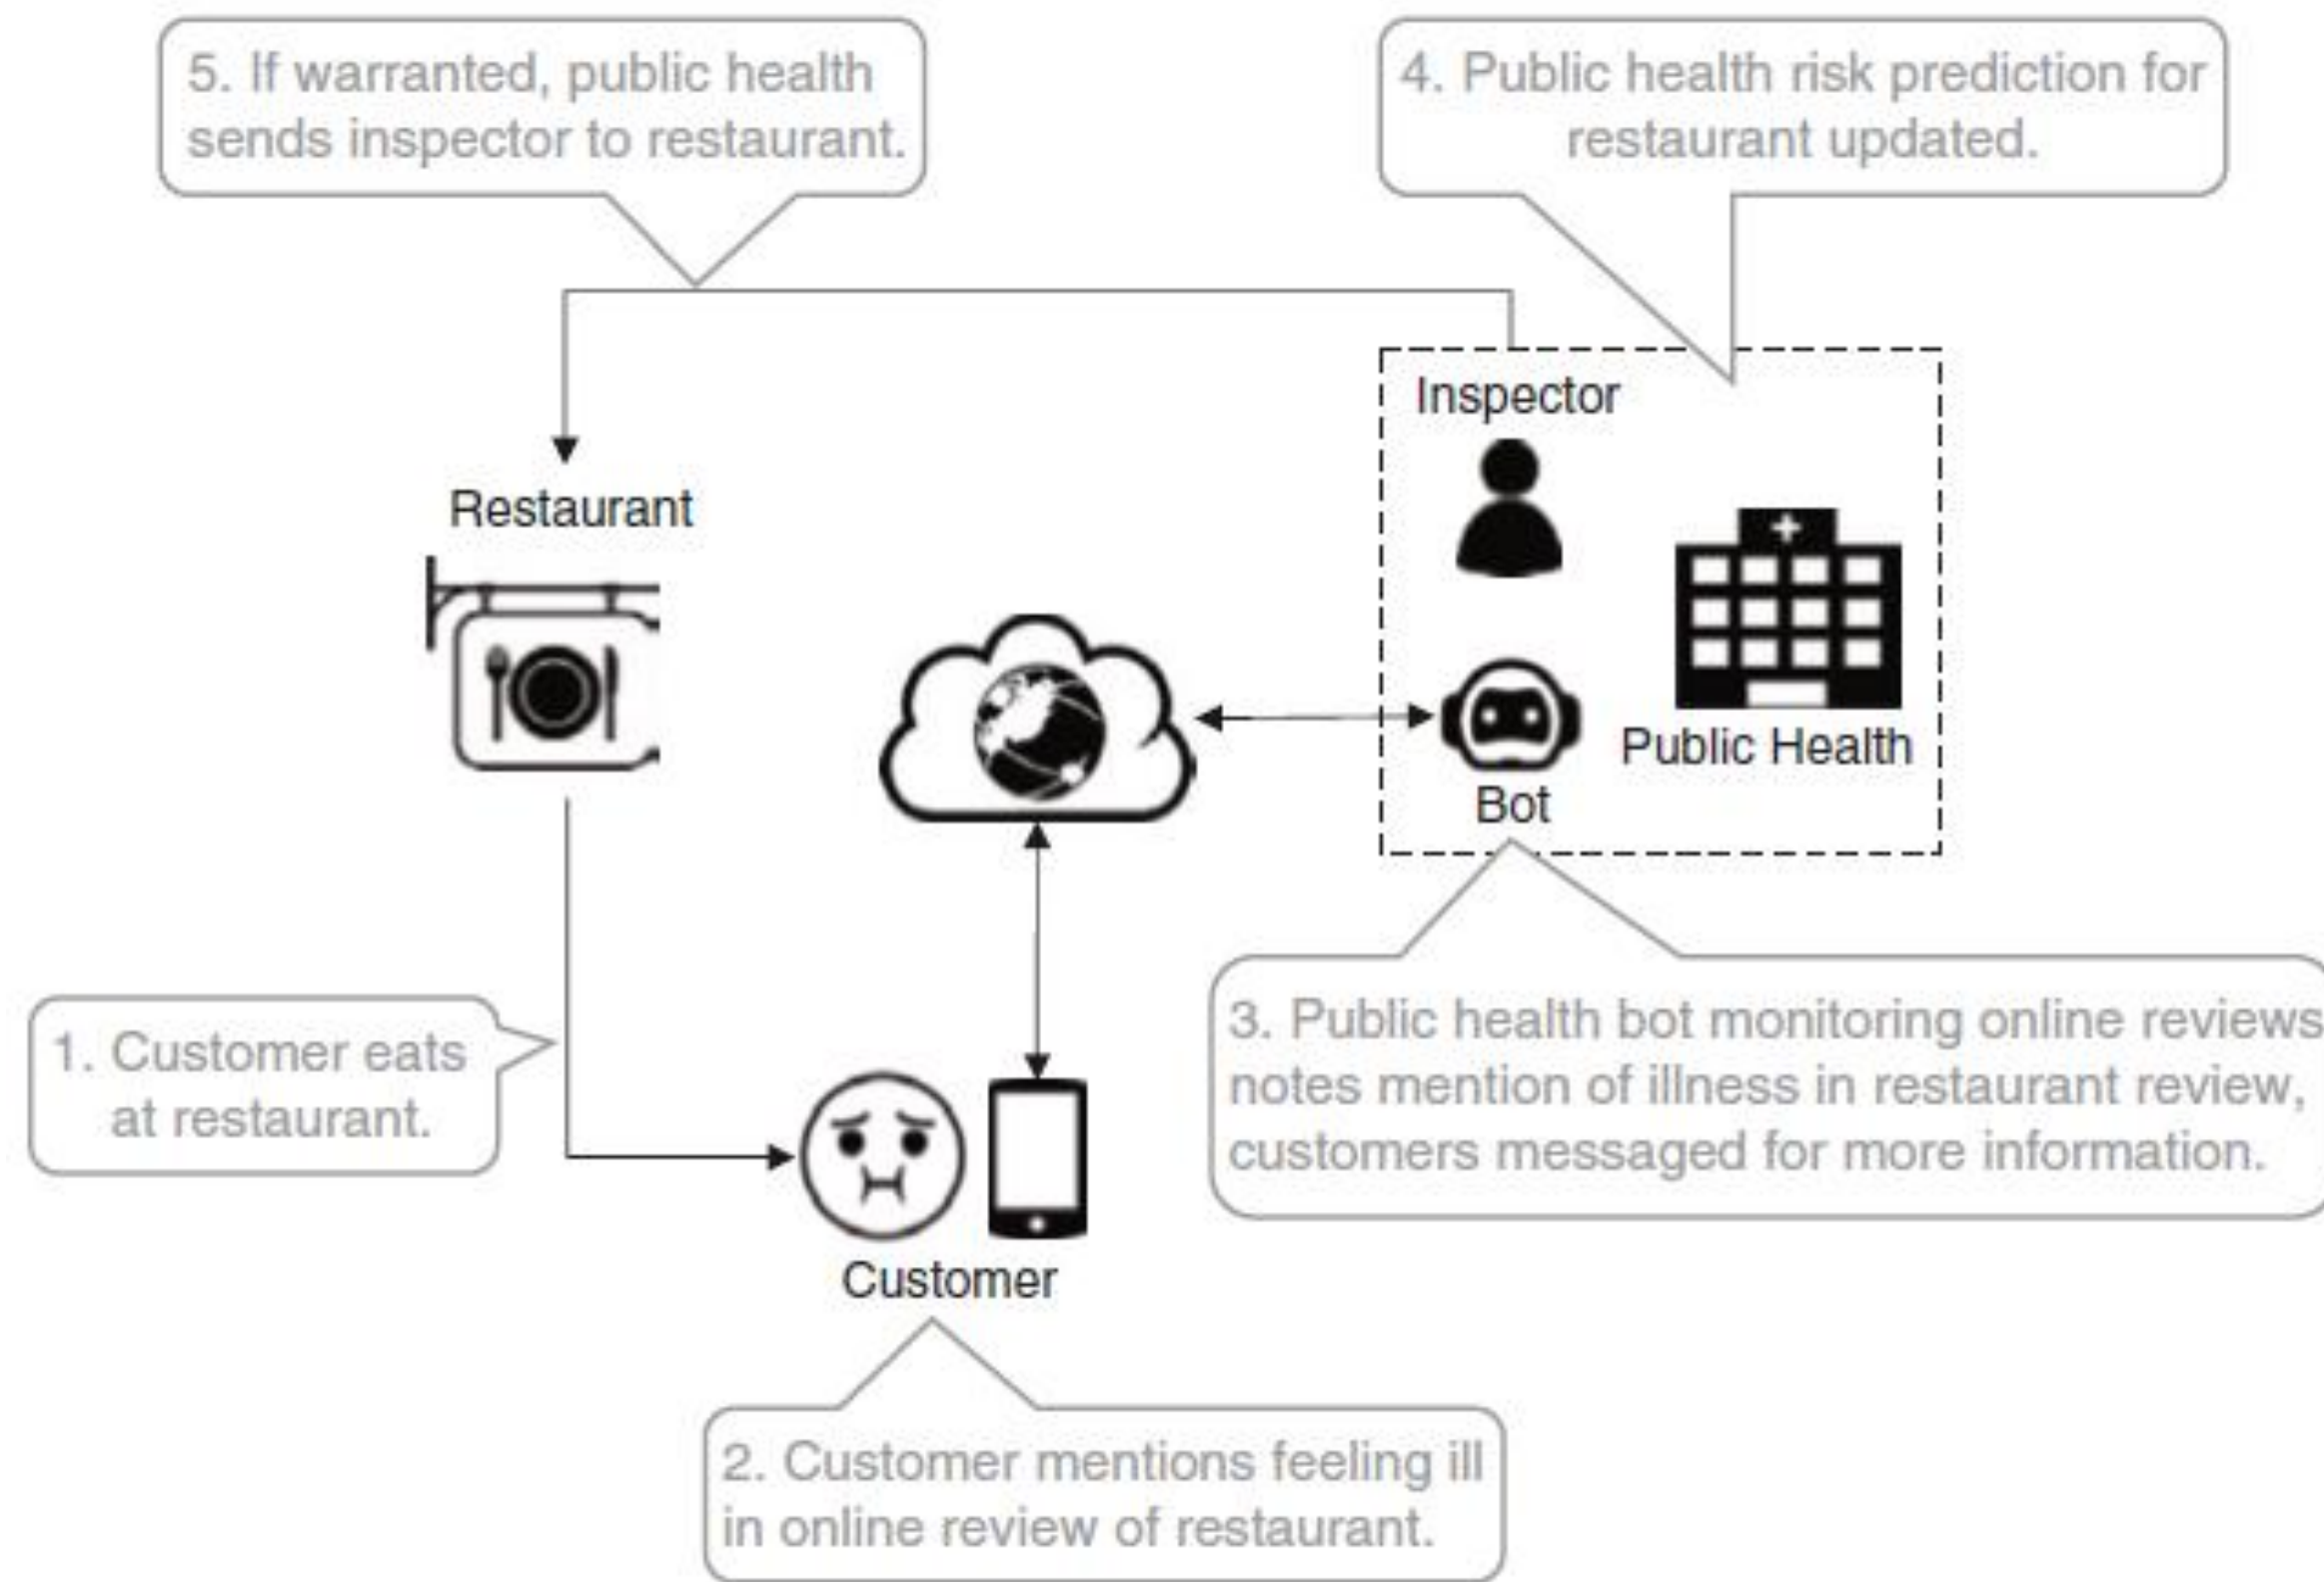 5. If warranted, public health
sends inspector to restaurant.
4. Public health risk prediction for
restaurant updated.
Inspector
Restaurant
Public Health
Bot
1. Customer eats
at restaurant.
3. Public health bot monitoring online reviews
notes mention of illness in restaurant review,
customers messaged for more information.
Customer
2. Customer mentions feeling ill
in online review of restaurant.